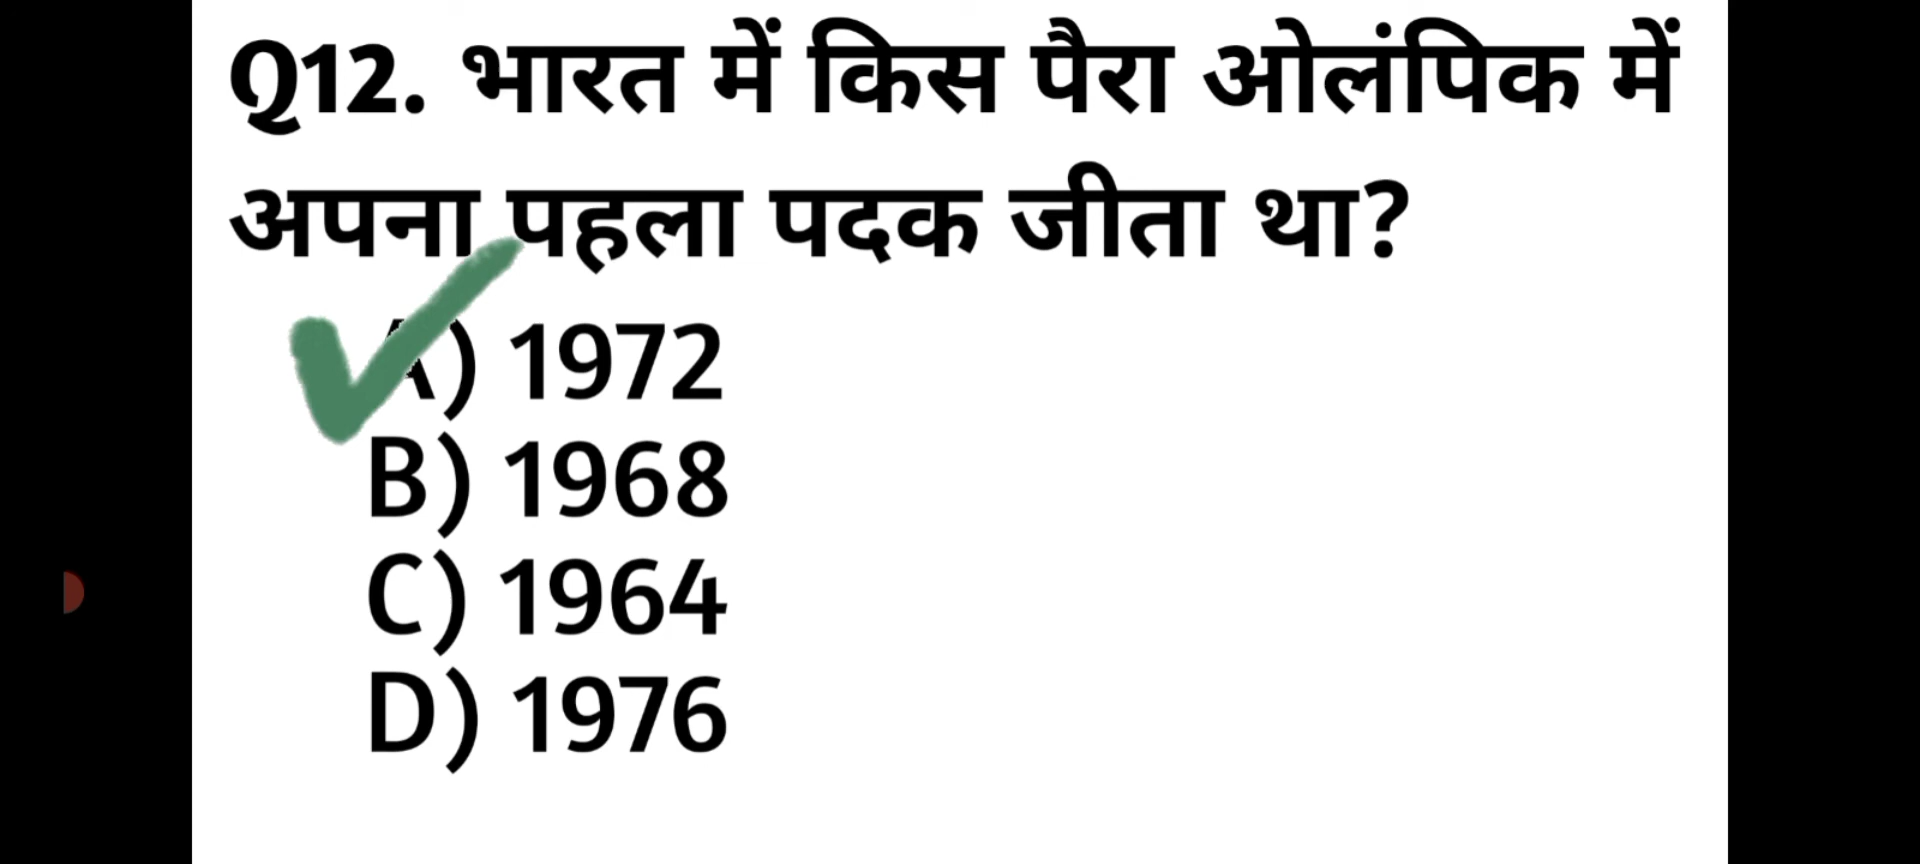 Q12. भारत में किस पैरा ओलंपिक में
अपना पहला पदक जीता था?
A) 1972
B) 1968
C) 1964
D) 1976